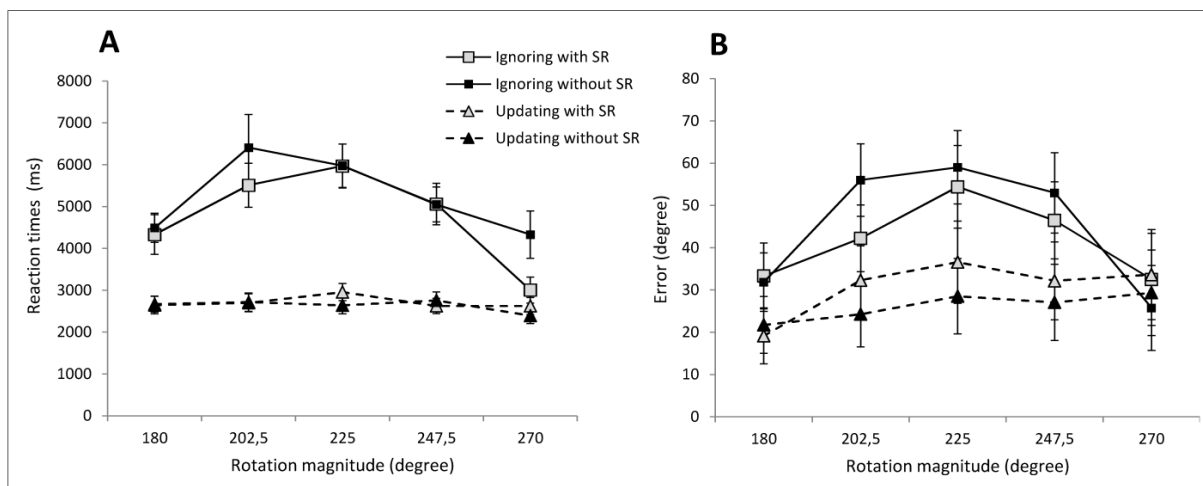 A
Ignoring with SR
Ignoring without SR
Updating with SR
Updating without SR
8000
7000
6000
5000
4000
3000
2000
1000
0
Reaction times (ms)
180 202,5 225 247,5 270
Rotation magnitude (degree)
B
80
70
60
50
40
30
20
10
0
Error (degree)
180 202,5 225 247,5 270
Rotation magnitude (degree)